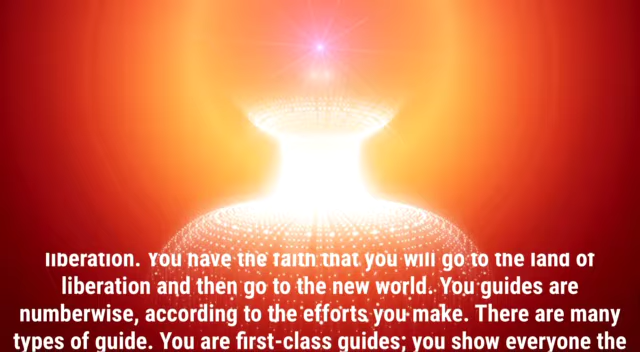 liberation. You have the faith that you will go to the land of
liberation and then go to the new world. You guides are
numberwise, according to the efforts you make. There are many
types of guide. You are first-class guides; you show everyone the